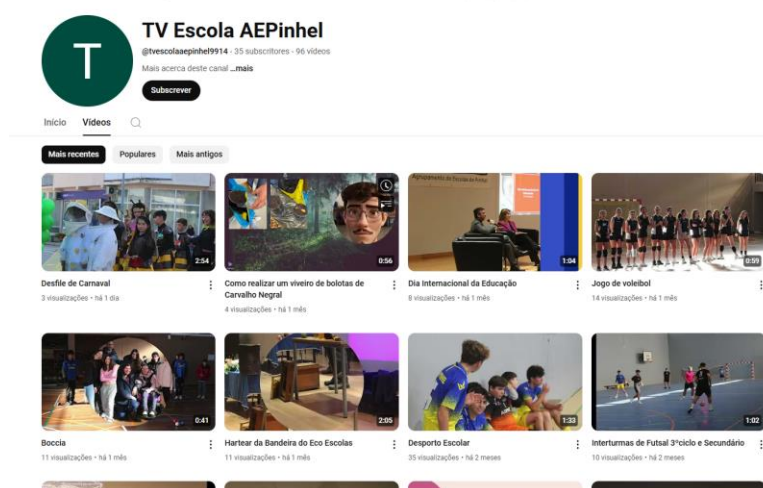 T
TV Escola AEPinhel
@tvescolaaepinhel9914 · 35 subscritores · 96 vídeos
Mais acerca deste canal ...mais
Subscrever
Início Vídeos
Mais recentes Populares Mais antigos
2:54 0:56 1:04 0:59
Desfile de Carnaval
3 visualizações · há 1 dia
Como realizar um viveiro de bolotas de
Carvalho Negral
4 visualizações · há 1 mês
Dia Internacional da Educação
8 visualizações · há 1 mês
Jogo de voleibol
14 visualizações · há 1 mês
0:41 2:05 1:33 1:02
Boccia
11 visualizações · há 1 mês
Hartear da Bandeira do Eco Escolas
11 visualizações · há 1 mês
Desporto Escolar
35 visualizações · há 2 meses
Interturmas de Futsal 3ºciclo e Secundário
10 visualizações · há 2 meses